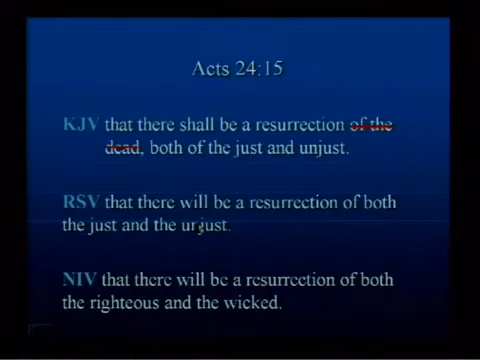 Acts 24:15
KJV that there shall be a resurrection of the
dead, both of the just and unjust.
RSV that there will be a resurrection of both
the just and the unjust.
NIV that there will be a resurrection of both
the righteous and the wicked.